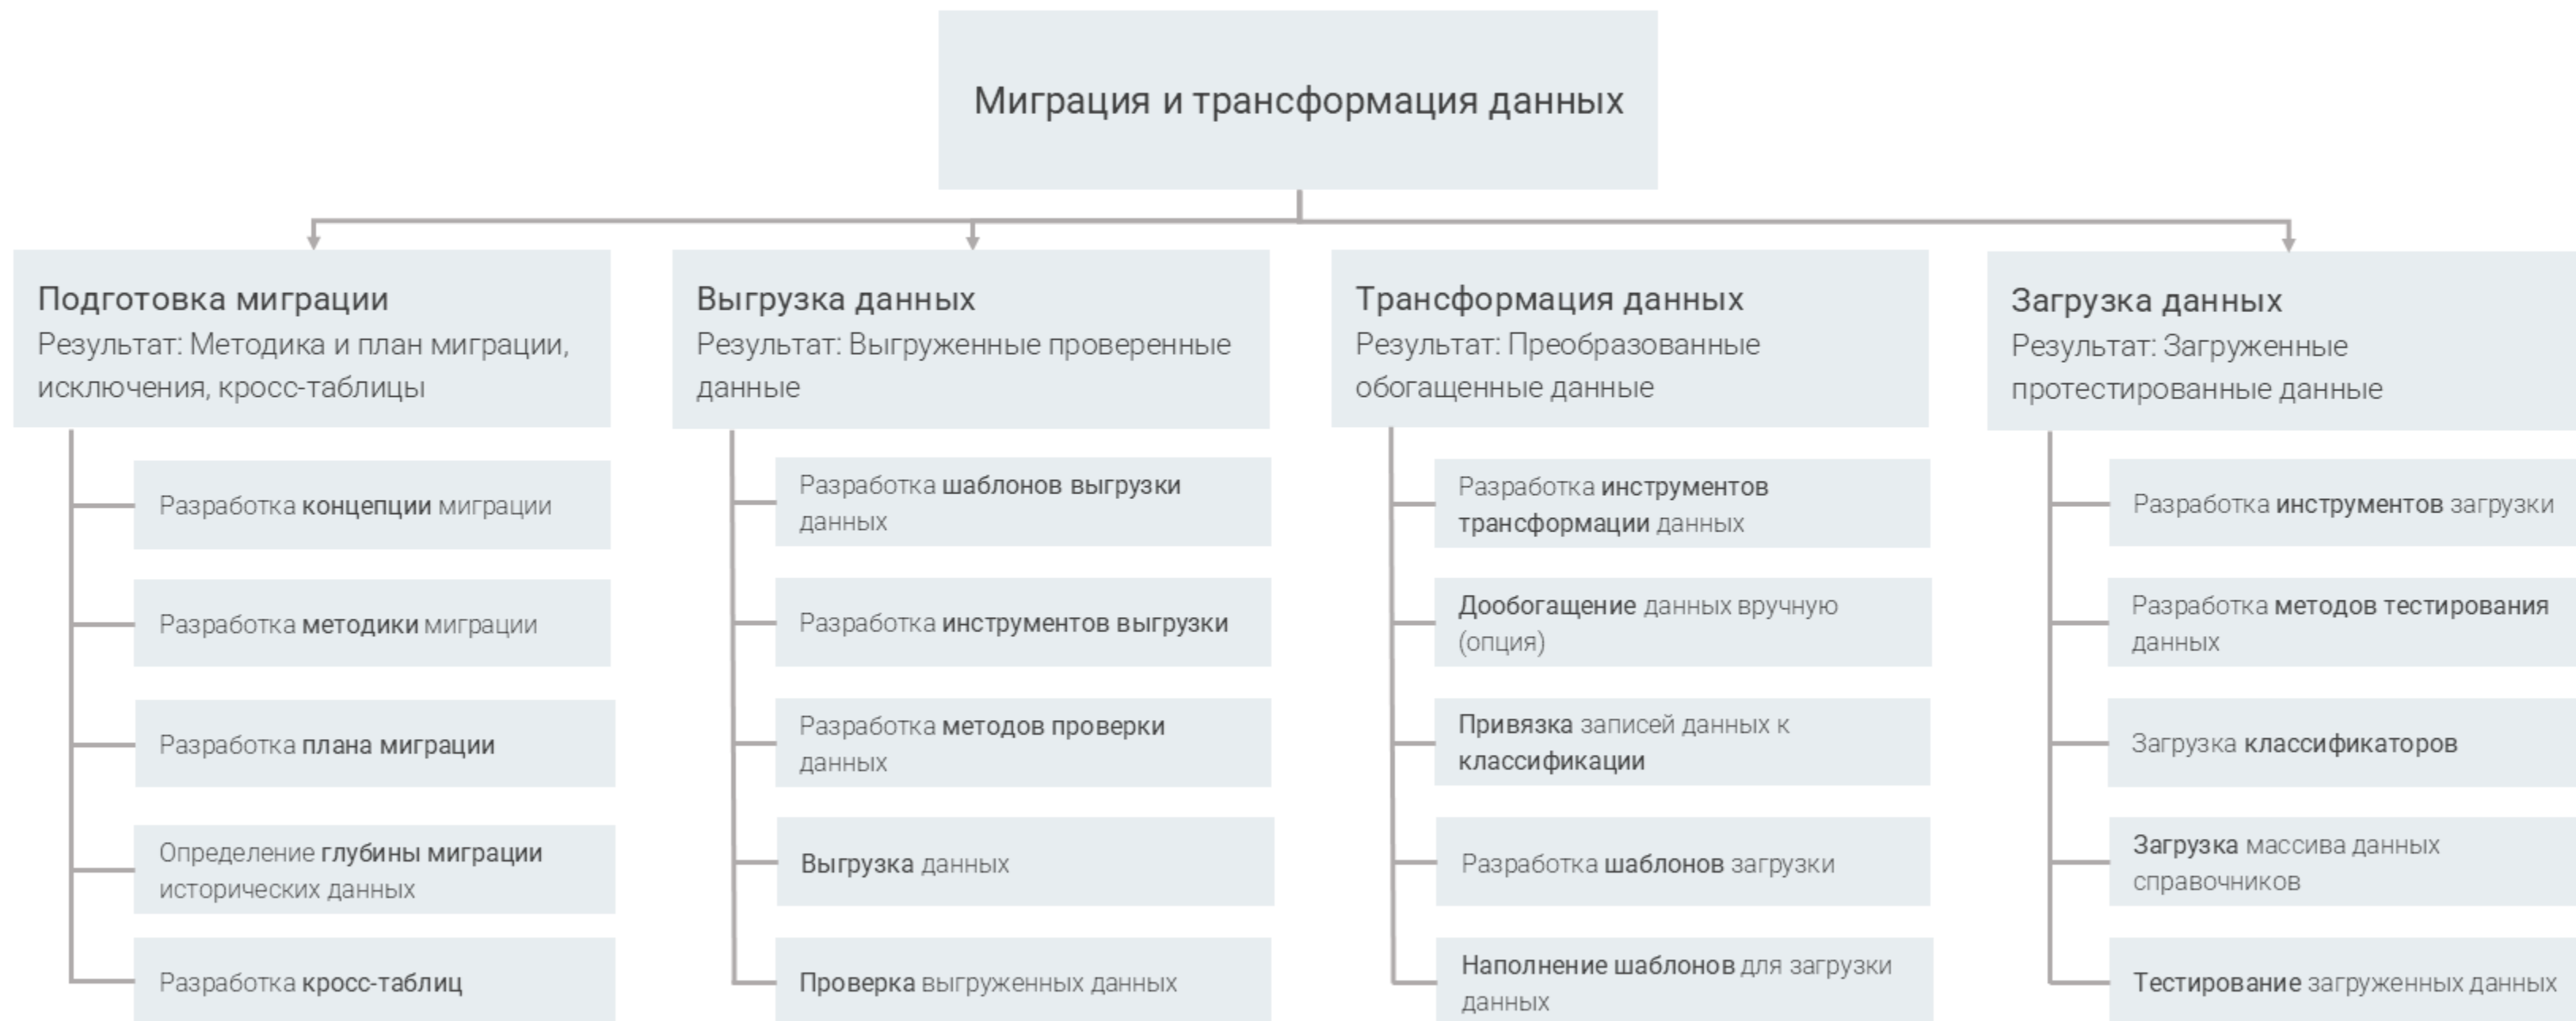 Миграция и трансформация данных
Подготовка миграции
Результат: Методика и план миграции,
исключения, кросс-таблицы
Разработка концепции миграции
Разработка методики миграции
Разработка плана миграции
Определение глубины миграции
исторических данных
Разработка кросс-таблиц
Выгрузка данных
Результат: Выгруженные проверенные
данные
Разработка шаблонов выгрузки
данных
Разработка инструментов выгрузки
Разработка методов проверки
данных
Выгрузка данных
Проверка выгруженных данных
Трансформация данных
Результат: Преобразованные
обогащенные данные
Разработка инструментов
трансформации данных
Дообогащение данных вручную
(опция)
Привязка записей данных к
классификации
Разработка шаблонов загрузки
Наполнение шаблонов для загрузки
данных
Загрузка данных
Результат: Загруженные
протестированные данные
Разработка инструментов загрузки
Разработка методов тестирования
данных
Загрузка классификаторов
Загрузка массива данных
справочников
Тестирование загруженных данных